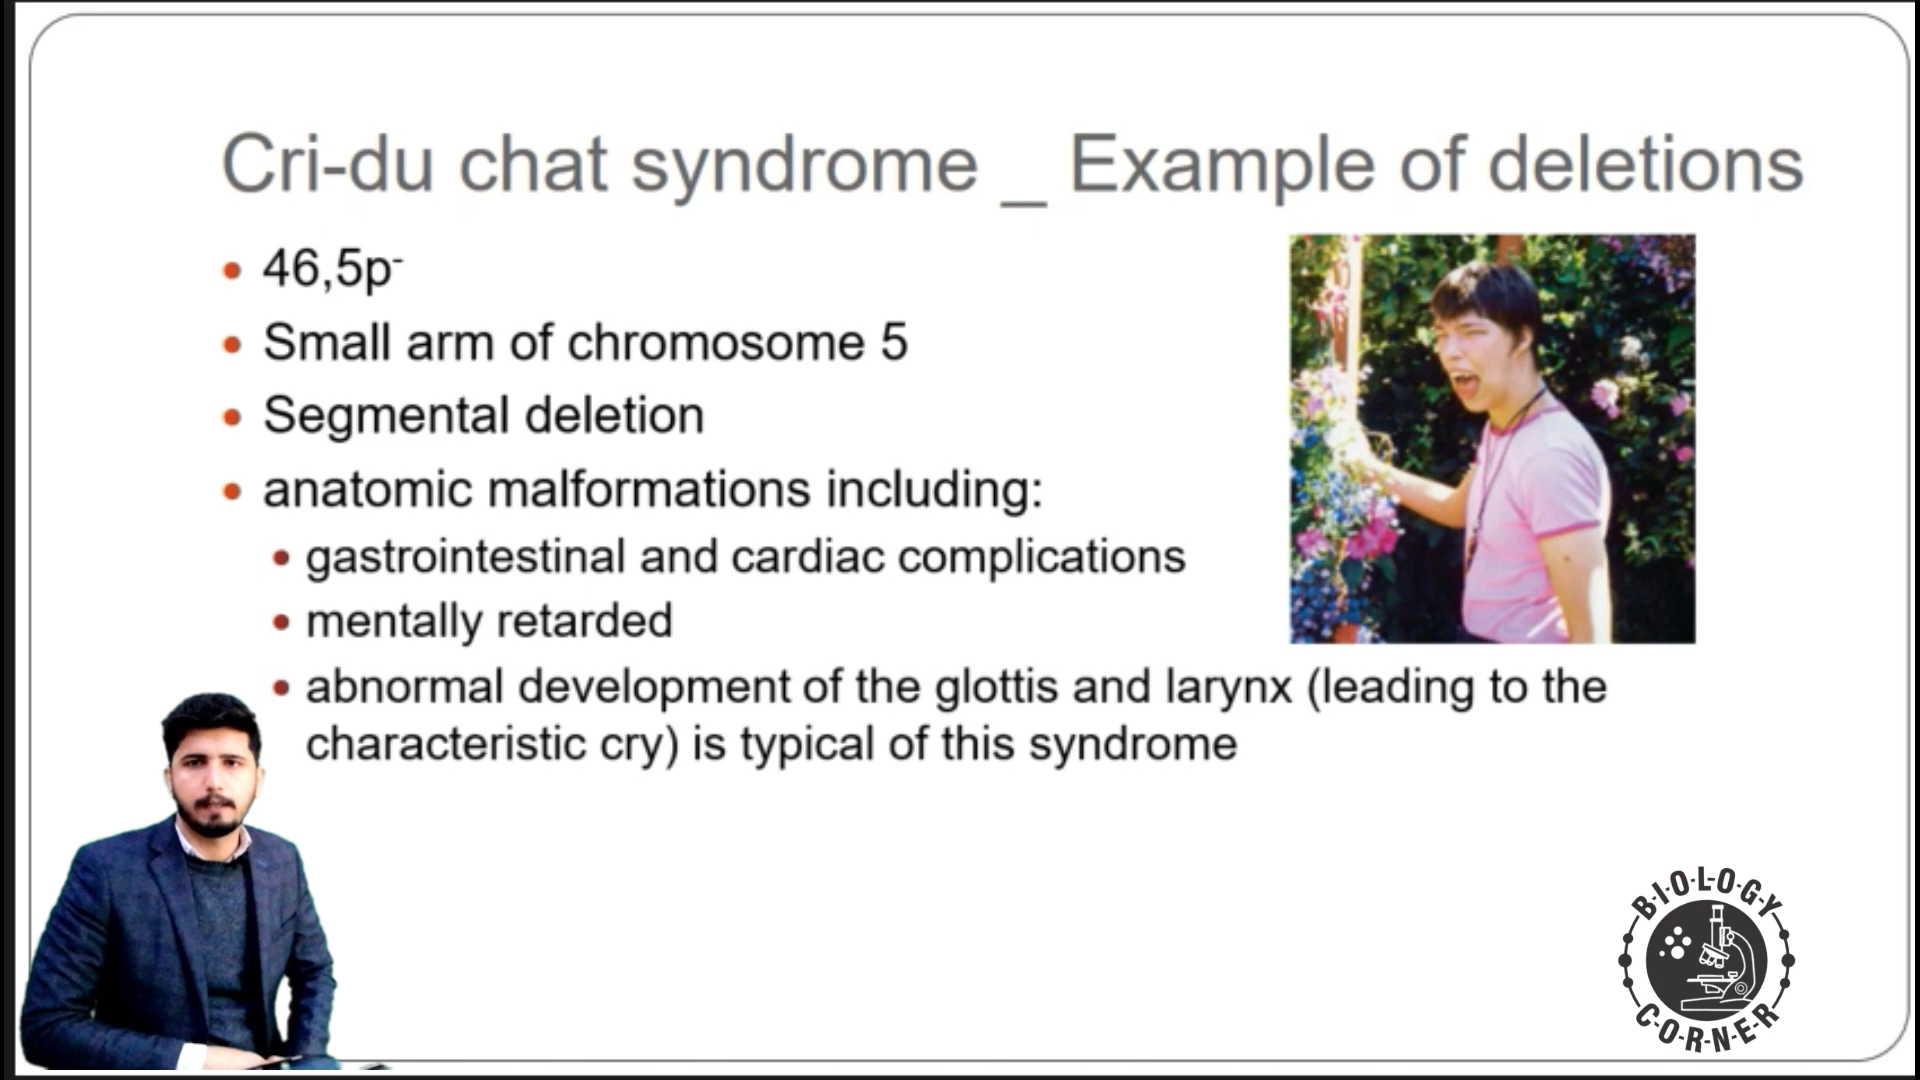 Cri-du chat syndrome _ Example of deletions
• 46,5p⁻
• Small arm of chromosome 5
• Segmental deletion
• anatomic malformations including:
• gastrointestinal and cardiac complications
• mentally retarded
• abnormal development of the glottis and larynx (leading to the
characteristic cry) is typical of this syndrome
B·I·O·L·O·G·Y
C·O·R·N·E·R